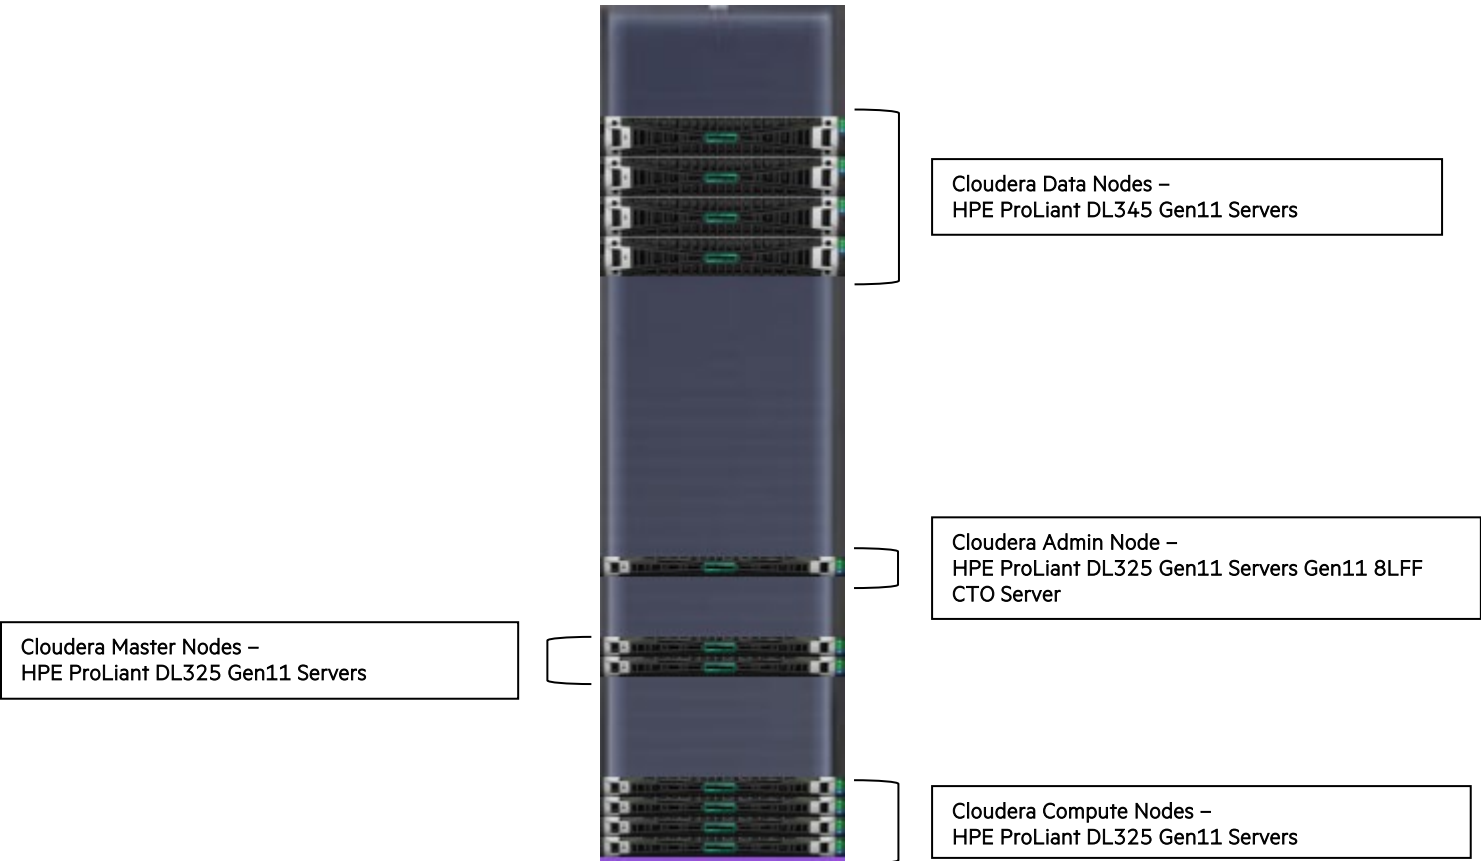 Cloudera Data Nodes –
HPE ProLiant DL345 Gen11 Servers
Cloudera Admin Node –
HPE ProLiant DL325 Gen11 Servers Gen11 8LFF
CTO Server
Cloudera Master Nodes –
HPE ProLiant DL325 Gen11 Servers
Cloudera Compute Nodes –
HPE ProLiant DL325 Gen11 Servers